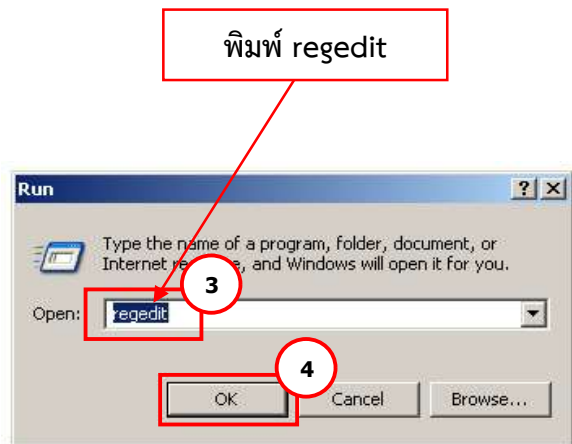 พิมพ์ regedit
Run
Type the name of a program, folder, document, or
Internet re e, and Windows will open it for you.
3
Open: regedit
4
OK Cancel Browse...